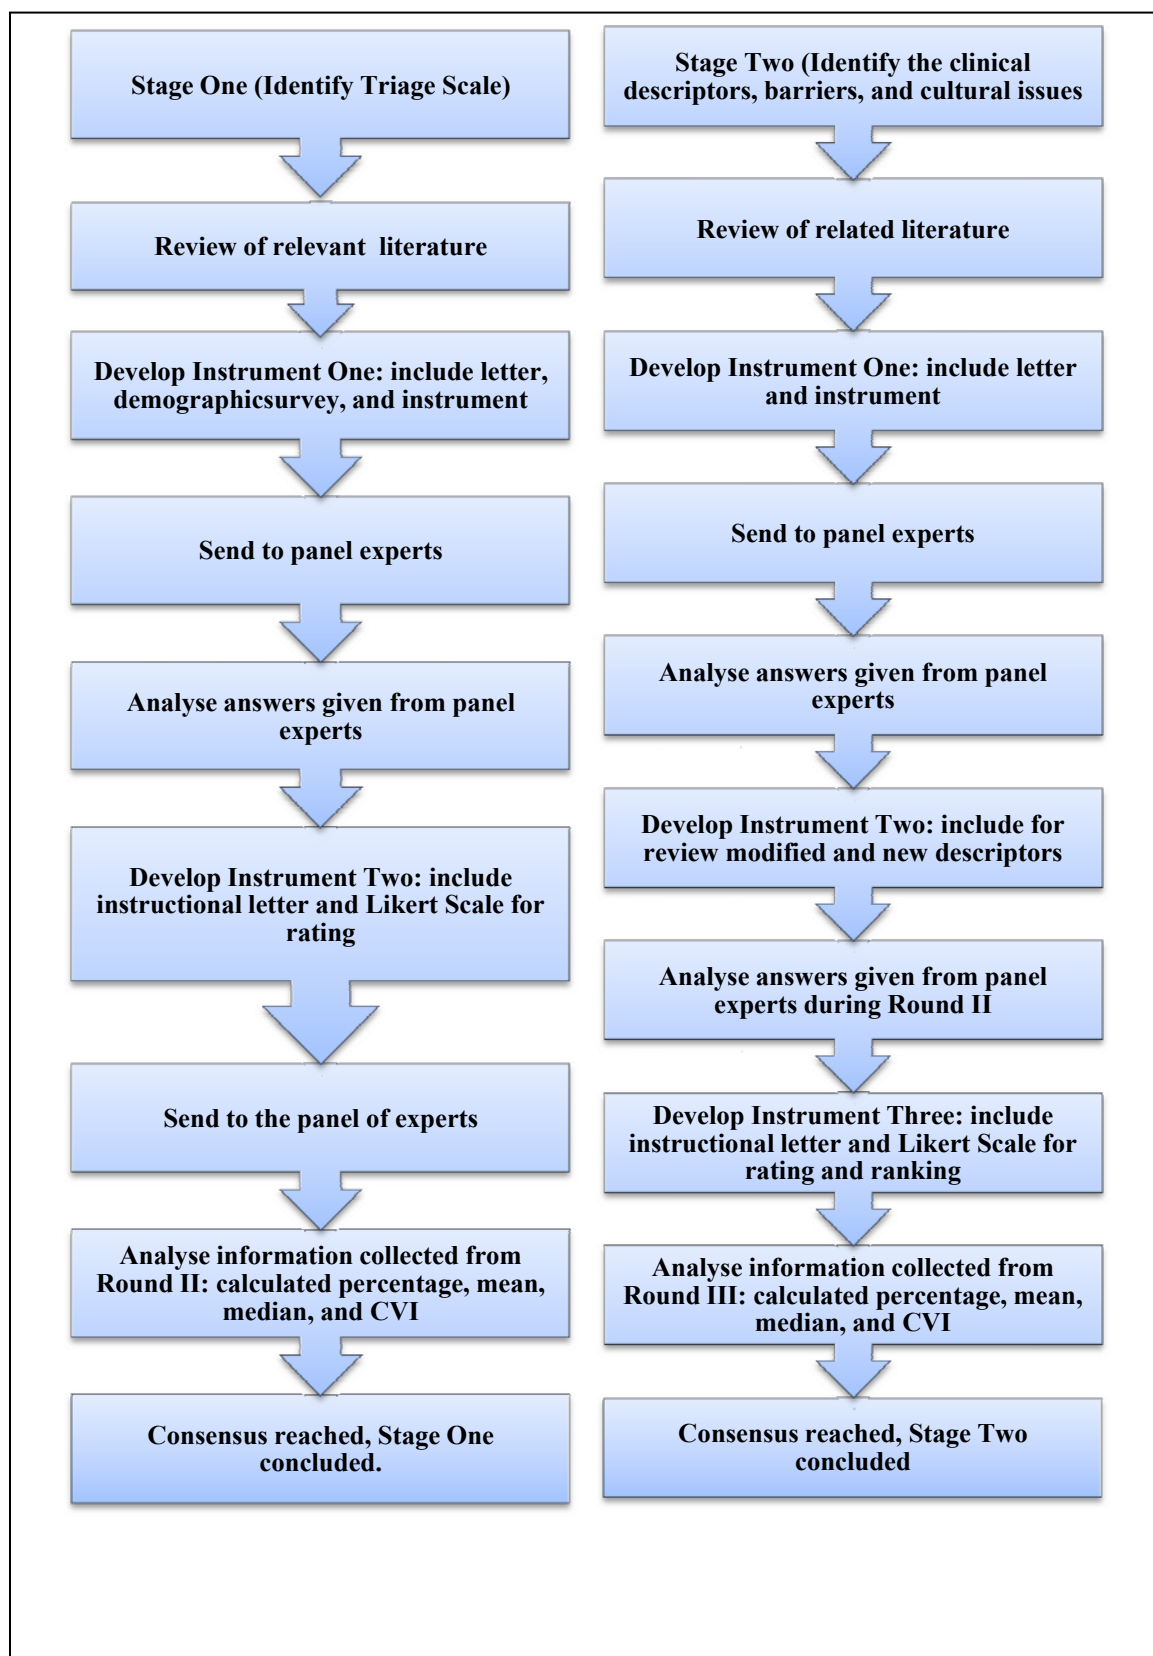 Stage One (Identify Triage Scale)
Review of relevant literature
Develop Instrument One: include letter,
demographicsurvey, and instrument
Send to panel experts
Analyse answers given from panel
experts
Develop Instrument Two: include
instructional letter and Likert Scale for
rating
Send to the panel of experts
Analyse information collected from
Round II: calculated percentage, mean,
median, and CVI
Consensus reached, Stage One
concluded.
Stage Two (Identify the clinical
descriptors, barriers, and cultural issues
Review of related literature
Develop Instrument One: include letter
and instrument
Send to panel experts
Analyse answers given from panel
experts
Develop Instrument Two: include for
review modified and new descriptors
Analyse answers given from panel
experts during Round II
Develop Instrument Three: include
instructional letter and Likert Scale for
rating and ranking
Analyse information collected from
Round III: calculated percentage, mean,
median, and CVI
Consensus reached, Stage Two
concluded